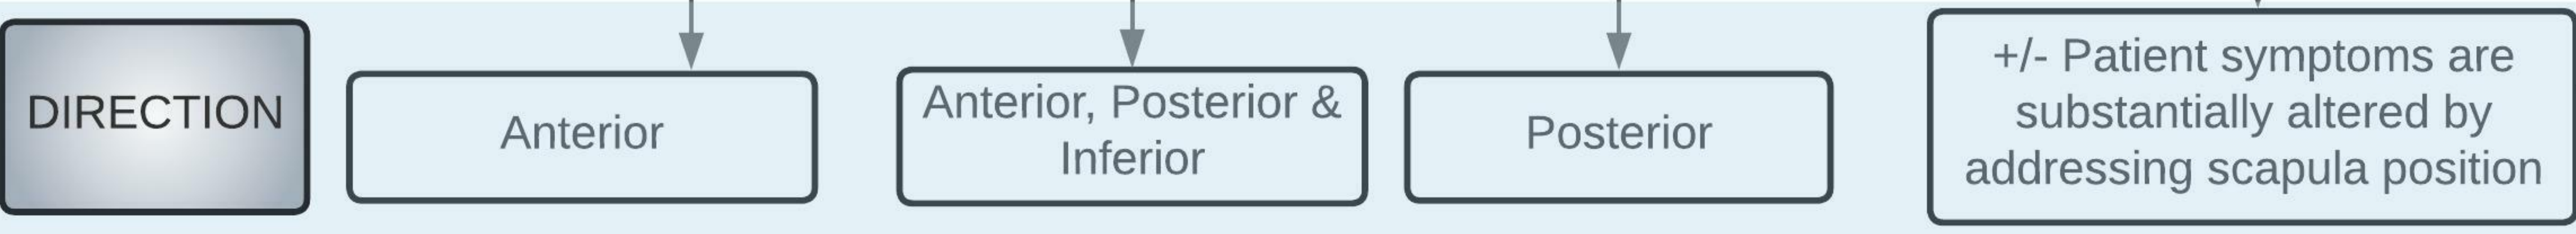 DIRECTION
Anterior
Anterior, Posterior &
Inferior
Posterior
+/- Patient symptoms are
substantially altered by
addressing scapula position